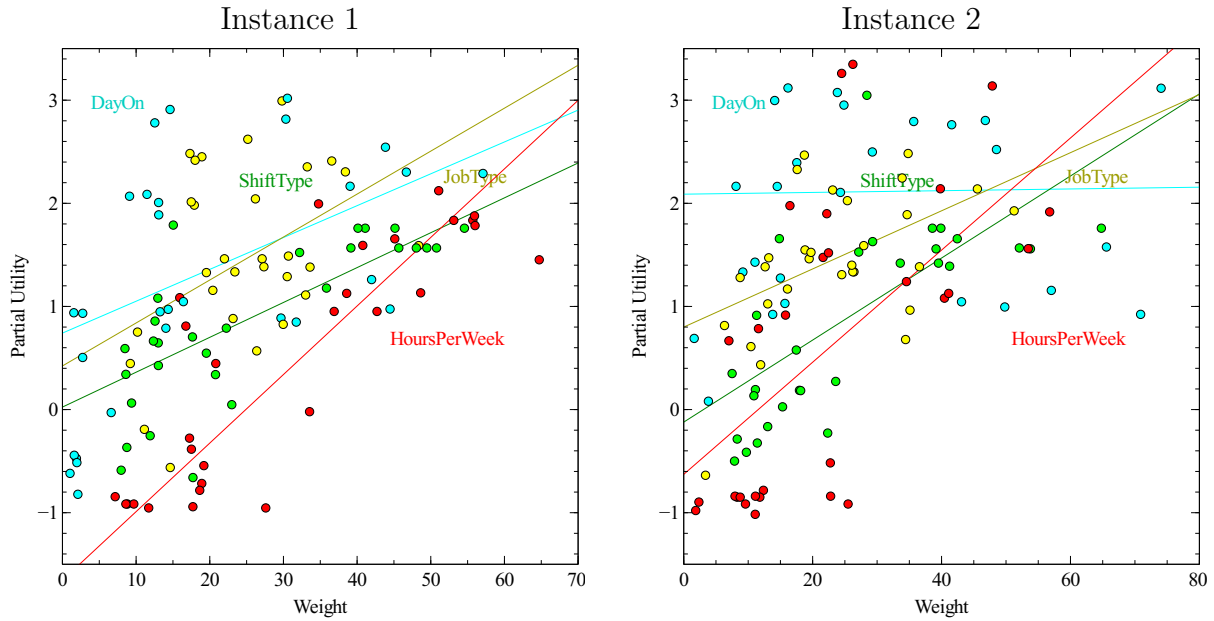 Instance 1
Instance 2
3
2
1
0
−1
Partial Utility
DayOn
ShiftType
JobType
HoursPerWeek
0 10 20 30 40 50 60 70
Weight
3
2
1
0
−1
Partial Utility
DayOn
ShiftType
JobType
HoursPerWeek
0 20 40 60 80
Weight